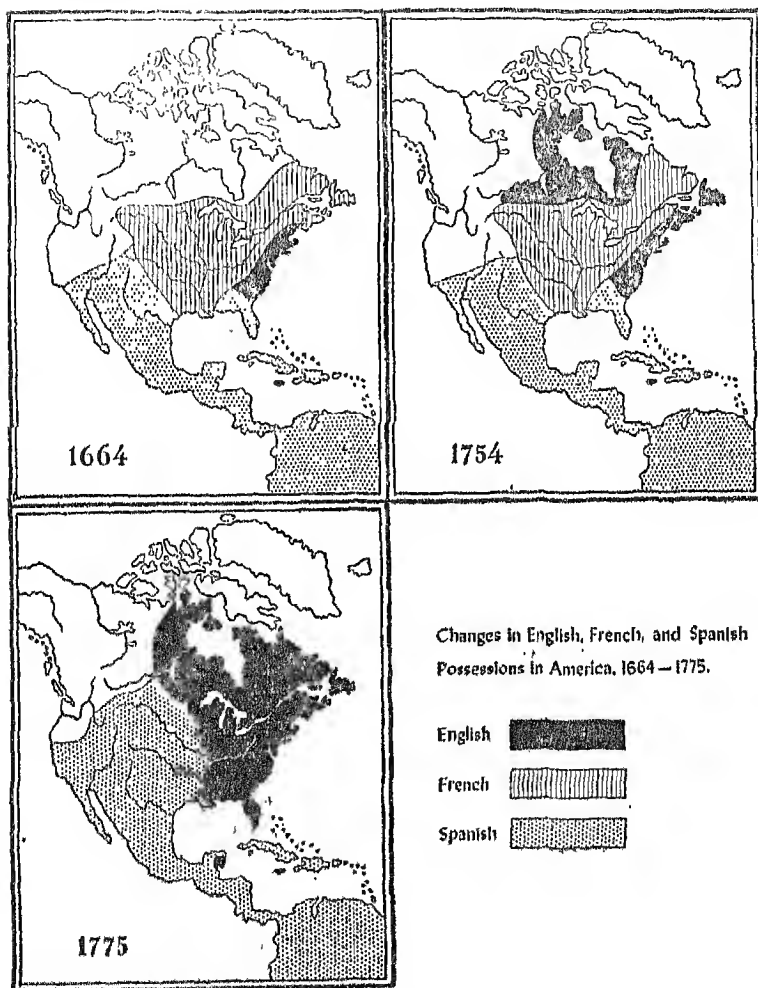 1664
1754
1775
Changes in English, French, and Spanish
Possessions in America, 1664–1775.
English
French
Spanish